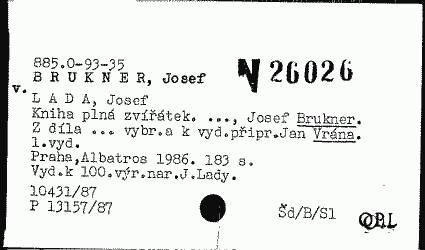 885.0-93-35
BRUKNER, Josef
N 26026
v.
LADA, Josef
Kniha plná zvířátek. ..., Josef Brukner.
Z díla ... vybr.a k vyd.připr.Jan Vrána.
1.vyd.
Praha,Albatros 1986. 183 s.
Vyd.k 100.výr.nar.J.Lady.
10431/87
P 13157/87
Šd/B/Sl